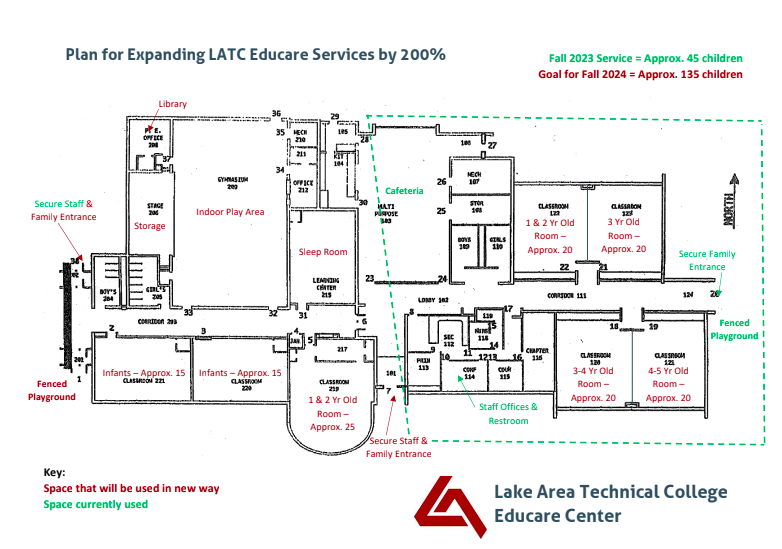 Plan for Expanding LATC Educare Services by 200%
Fall 2023 Service = Approx. 45 children
Goal for Fall 2024 = Approx. 135 children
Library
36
29
P.E.
OFFICE
208
35
MECH
210
105
28
106
27
211
KIT
104
37
34
GYMNASIUM
209
OFFICE
212
26
MECH
107
Cafeteria
NORTH
STAGE
206
Storage
Indoor Play Area
30
MULTI
PURPOSE
103
25
STOR
108
CLASSROOM
122
1 & 2 Yr Old
Room –
Approx. 20
CLASSROOM
123
3 Yr Old
Room –
Approx. 20
Secure Staff &
Family Entrance
BOYS
109
GIRLS
110
Sleep Room
Secure Family
Entrance
38
202
LEARNING
CENTER
215
22
21
23
24
BOY'S
204
GIRL'S
205
CORRIDOR 111
124
20
LOBBY 102
33
32
31
8
17
CORRIDOR 203
6
119
Fenced
Playground
2
3
4
5
JAN
SEC
112
NURS
118
15
14
18
19
201
217
9
10
11
12
13
16
CHAPTER
116
1
Infants – Approx. 15
CLASSROOM 221
Infants – Approx. 15
CLASSROOM
220
101
PRIN
113
CONF
114
COUR
115
CLASSROOM
120
3-4 Yr Old
Room –
Approx. 20
CLASSROOM
121
4-5 Yr Old
Room –
Approx. 20
Fenced
Playground
CLASSROOM
219
1 & 2 Yr Old
Room –
Approx. 25
7
Staff Offices &
Restroom
Secure Staff &
Family Entrance
Key:
Space that will be used in new way
Space currently used
Lake Area Technical College
Educare Center